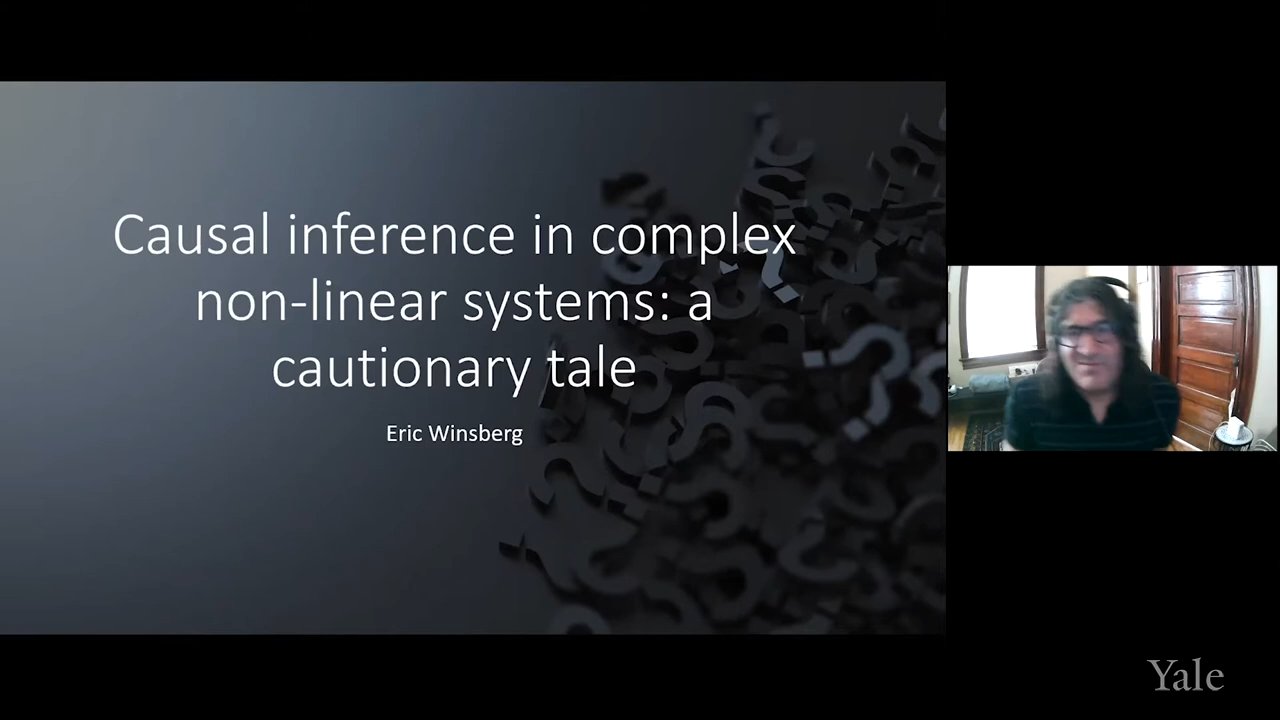 Causal inference in complex
non-linear systems: a
cautionary tale
Eric Winsberg
Yale